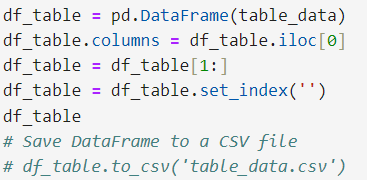 df_table = pd.DataFrame(table_data)
df_table.columns = df_table.iloc[0]
df_table = df_table[1:]
df_table = df_table.set_index('')
df_table
# Save DataFrame to a CSV file
# df_table.to_csv('table_data.csv')